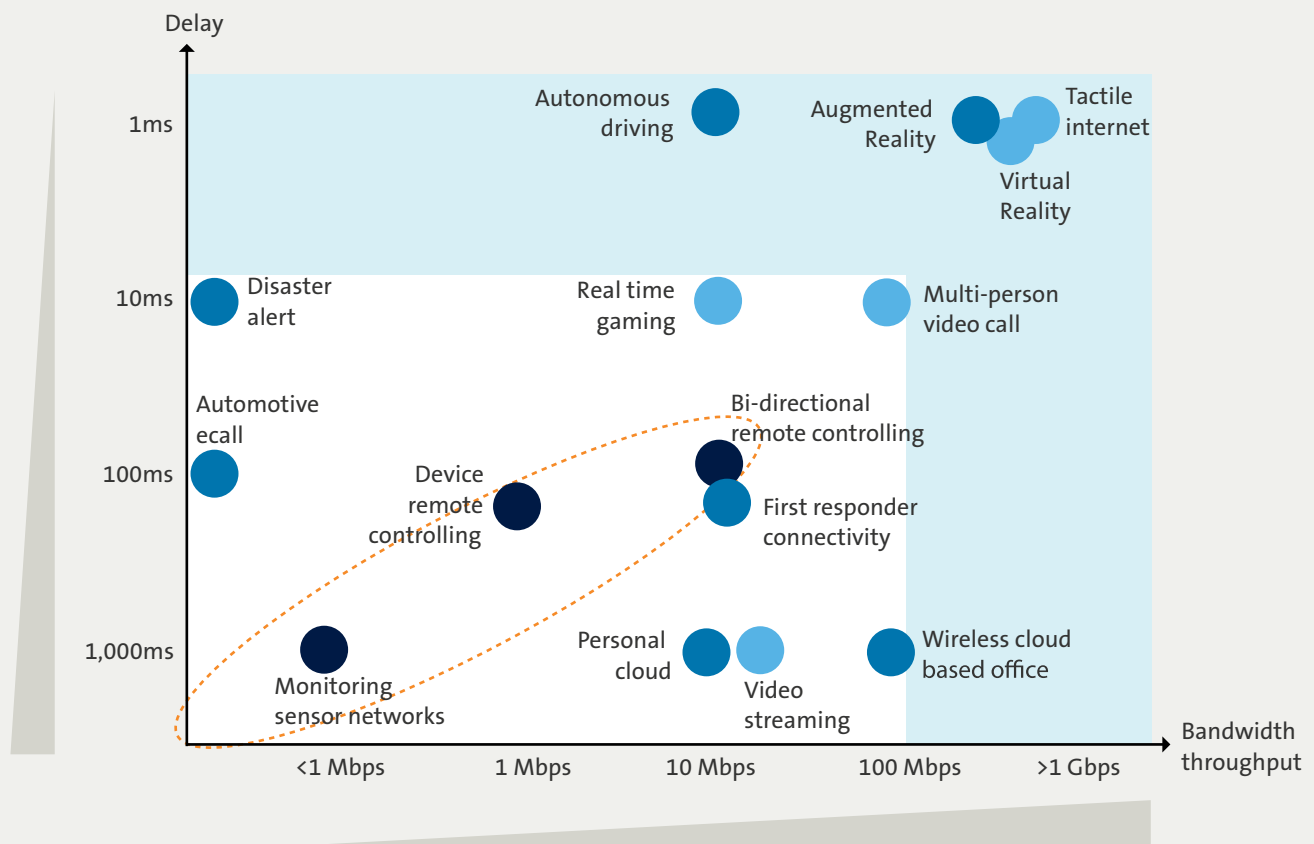 Delay
Autonomous
driving
Augmented
Reality
Tactile
internet
1ms
Virtual
Reality
10ms
Disaster
alert
Real time
gaming
Multi-person
video call
Automotive
ecall
Bi-directional
remote controlling
100ms
Device
remote
controlling
First responder
connectivity
1,000ms
Monitoring
sensor networks
Personal
cloud
Video
streaming
Wireless cloud
based office
Bandwidth
throughput
<1 Mbps
1 Mbps
10 Mbps
100 Mbps
>1 Gbps